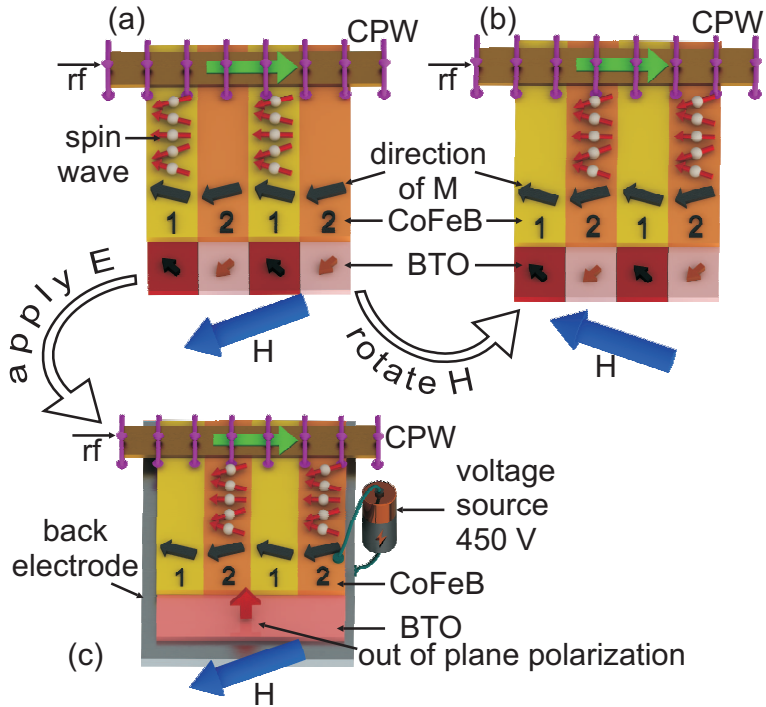 (a)
CPW
rf
spin
wave
1 2 1 2
direction
of M
CoFeB
BTO
H
(b)
CPW
rf
1 2 1 2
H
apply E
rotate H
rf
CPW
voltage
source
450 V
back
electrode
1 2 1 2
CoFeB
BTO
out of plane polarization
(c)
H